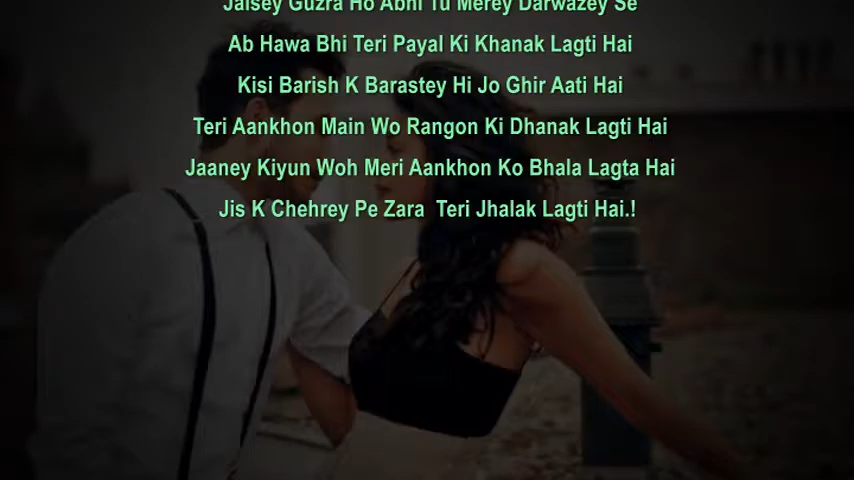 Jaisey Guzra Ho Abhi Tu Merey Darwazey Se
Ab Hawa Bhi Teri Payal Ki Khanak Lagti Hai
Kisi Barish K Barastey Hi Jo Ghir Aati Hai
Teri Aankhon Main Wo Rangon Ki Dhanak Lagti Hai
Jaaney Kiyun Woh Meri Aankhon Ko Bhala Lagta Hai
Jis K Chehrey Pe Zara  Teri Jhalak Lagti Hai.!